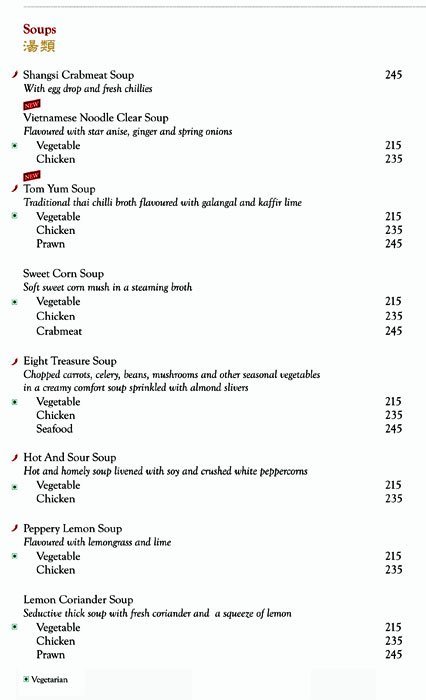 Soups
湯類
Shangsi Crabmeat Soup 245
With egg drop and fresh chillies
NEW
Vietnamese Noodle Clear Soup
Flavoured with star anise, ginger and spring onions
Vegetable 215
Chicken 235
NEW
Tom Yum Soup
Traditional thai chilli broth flavoured with galangal and kaffir lime
Vegetable 215
Chicken 235
Prawn 245
Sweet Corn Soup
Soft sweet corn mush in a steaming broth
Vegetable 215
Chicken 235
Crabmeat 245
Eight Treasure Soup
Chopped carrots, celery, beans, mushrooms and other seasonal vegetables
in a creamy comfort soup sprinkled with almond slivers
Vegetable 215
Chicken 235
Seafood 245
Hot And Sour Soup
Hot and homely soup livened with soy and crushed white peppercorns
Vegetable 215
Chicken 235
Peppery Lemon Soup
Flavoured with lemongrass and lime
Vegetable 215
Chicken 235
Lemon Coriander Soup
Seductive thick soup with fresh coriander and a squeeze of lemon
Vegetable 215
Chicken 235
Prawn 245
Vegetarian